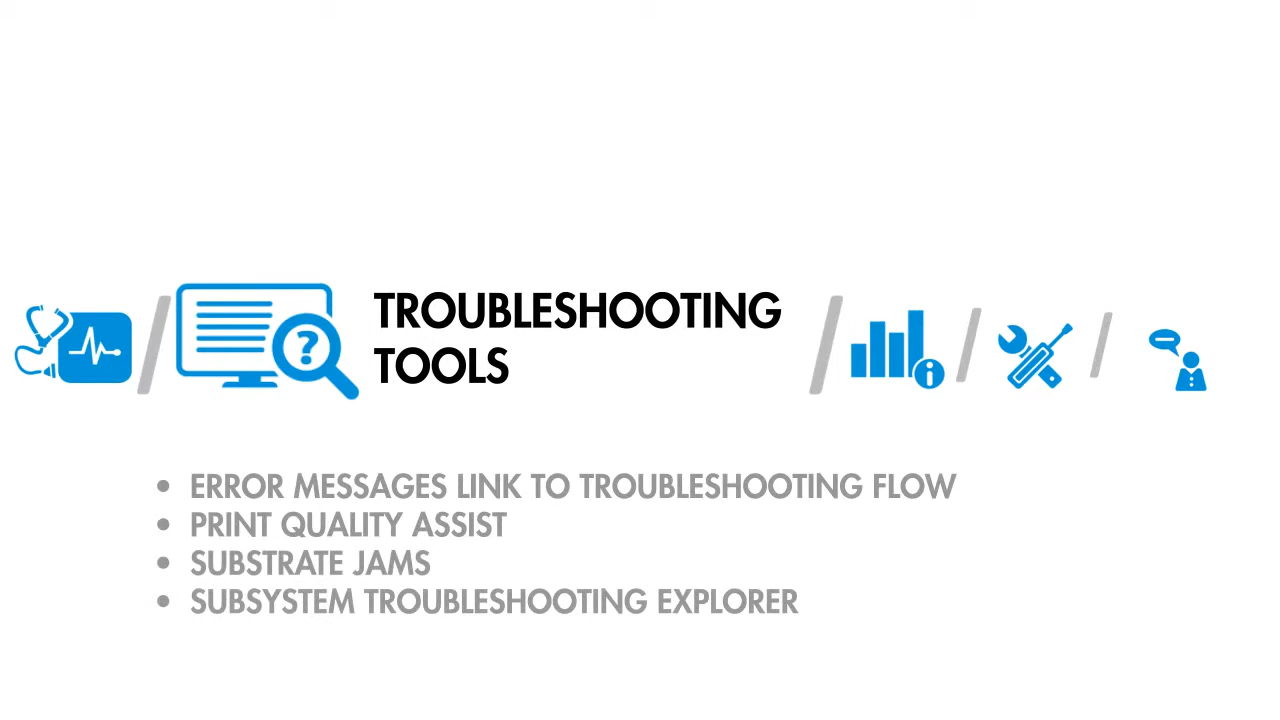 TROUBLESHOOTING
TOOLS
• ERROR MESSAGES LINK TO TROUBLESHOOTING FLOW
• PRINT QUALITY ASSIST
• SUBSTRATE JAMS
• SUBSYSTEM TROUBLESHOOTING EXPLORER